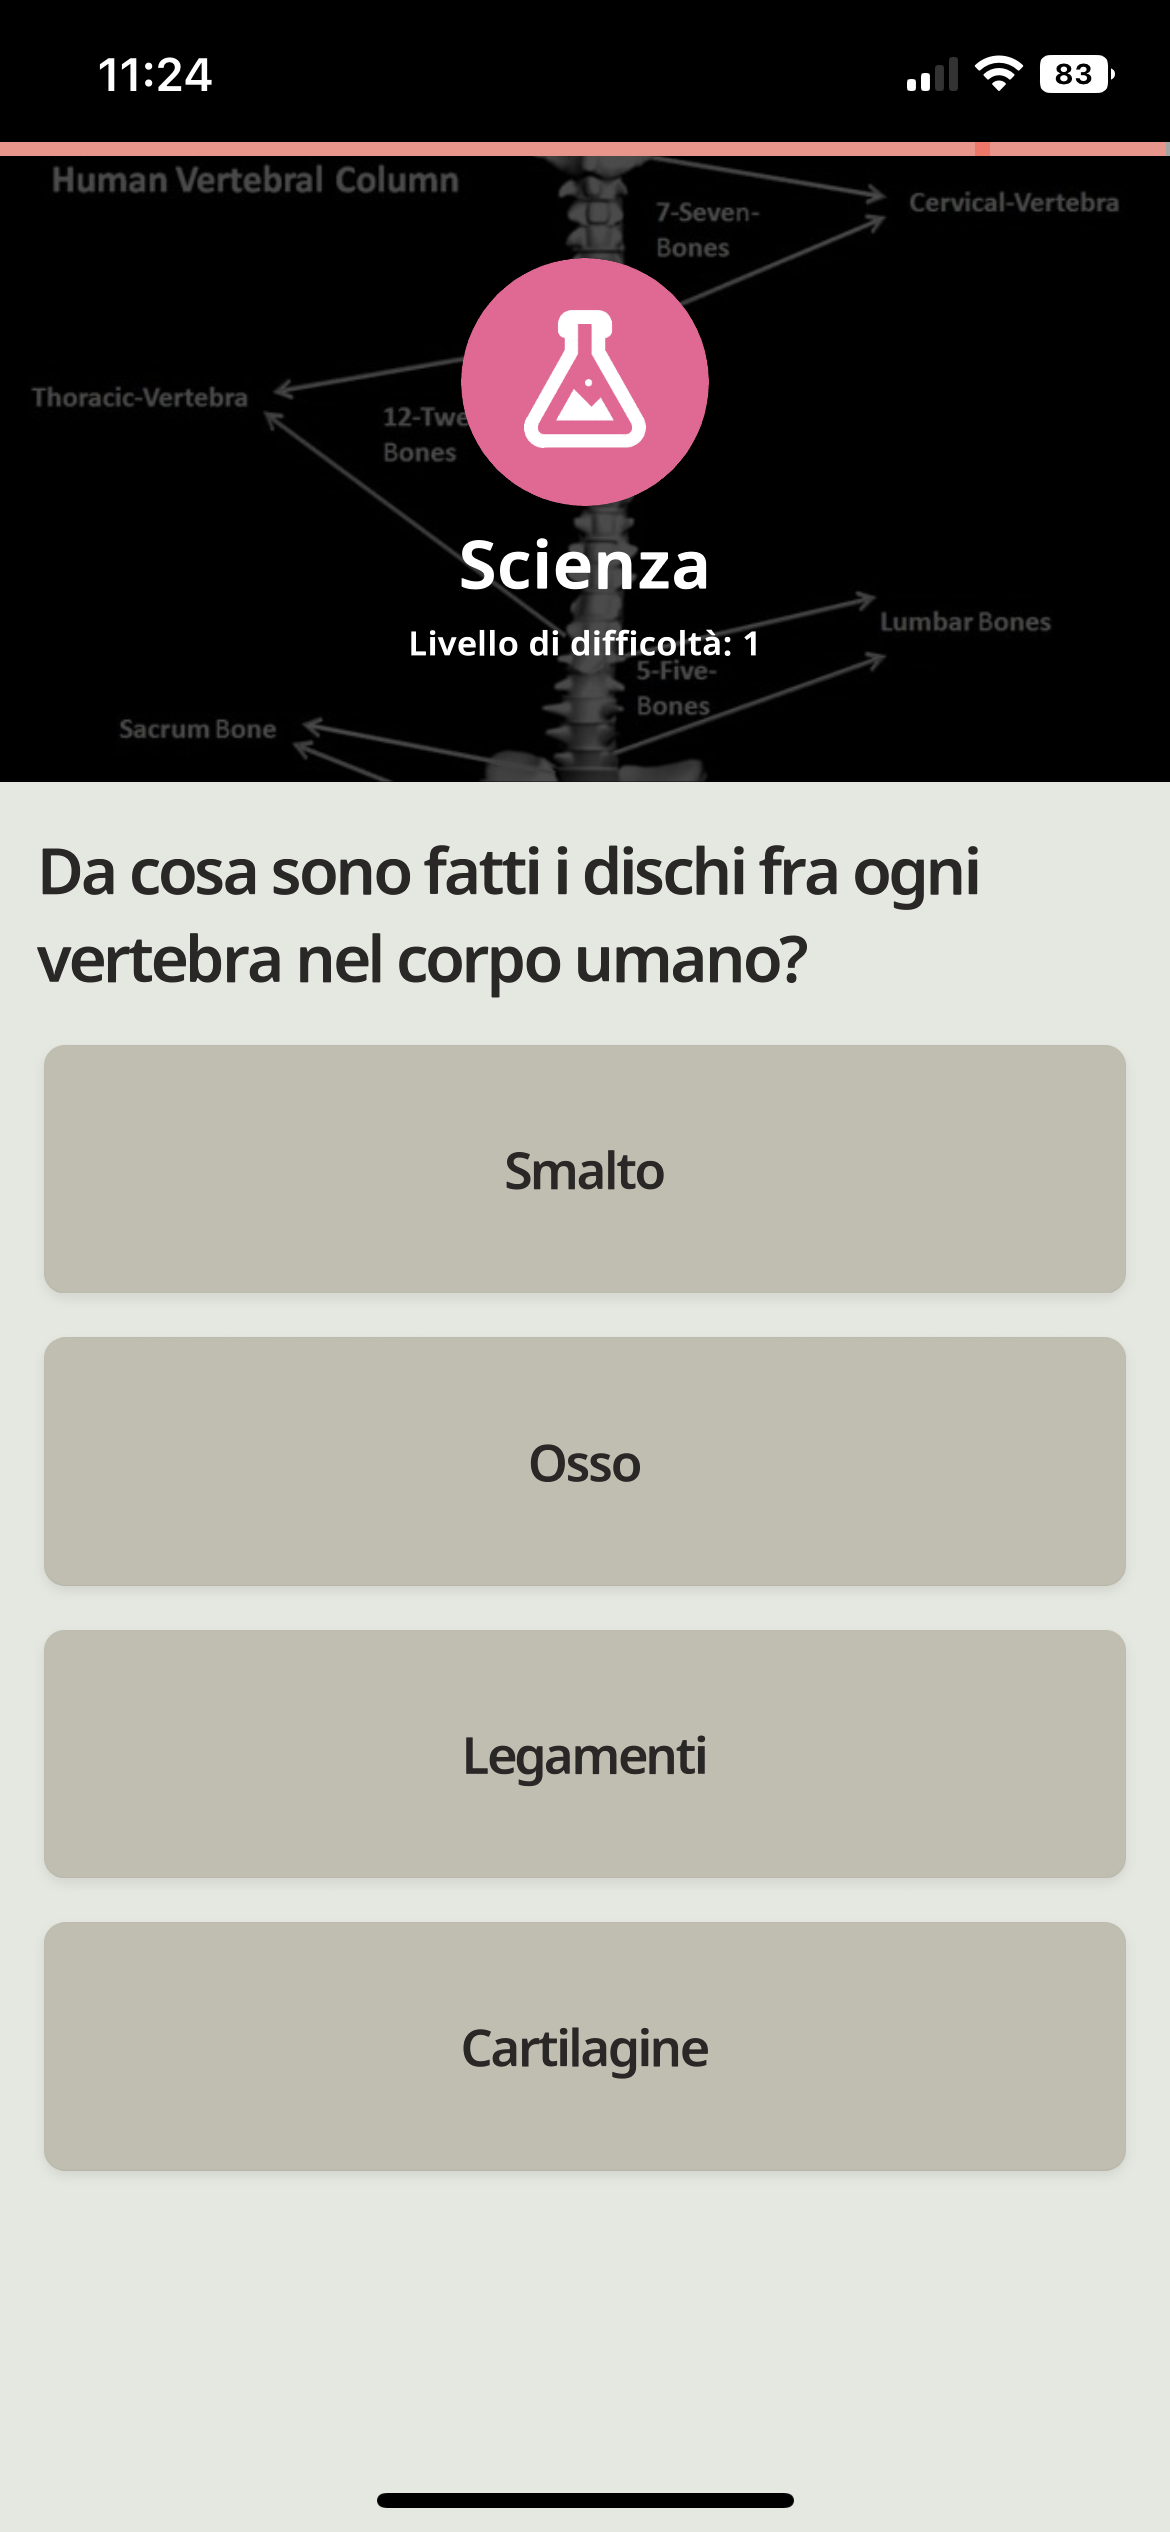 11:24
83
Human Vertebral Column
7-Seven-
Bones
Cervical-Vertebra
Thoracic-Vertebra
12-Twe
Bones
Scienza
Livello di difficoltà: 1
Lumbar Bones
5-Five-
Bones
Sacrum Bone
Da cosa sono fatti i dischi fra ogni
vertebra nel corpo umano?
Smalto
Osso
Legamenti
Cartilagine